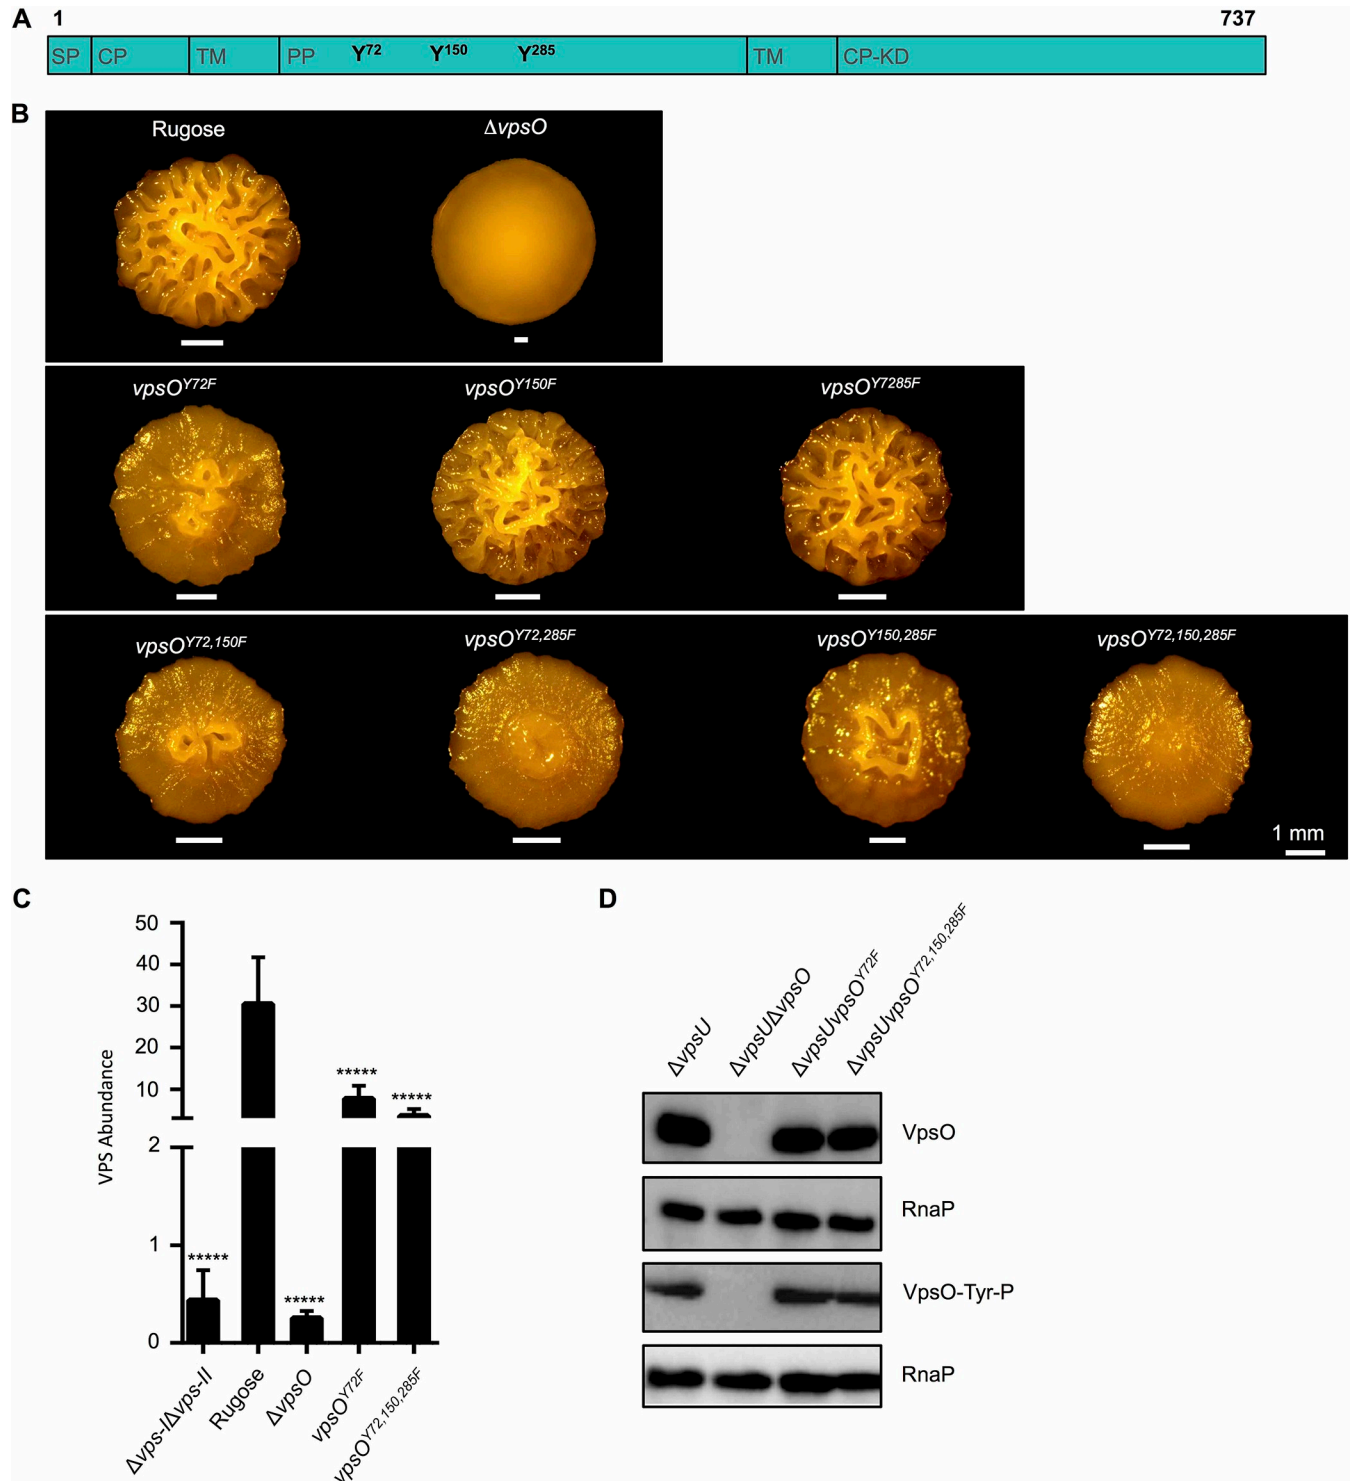 A 1 737
SP CP TM PP Y72 Y150 Y285 TM CP-KD
B
Rugose ΔvpsO
vpsOY72F vpsOY150F vpsOY7285F
vpsOY72,150F vpsOY72,285F vpsOY150,285F vpsOY72,150,285F
1 mm
C
VPS Abundance
50
40
30
20
10
2
1
0
*****
*****
*****
*****
Δvps-IΔvps-II
Rugose
ΔvpsO
vpsOY72F
vpsOY72,150,285F
D
ΔvpsU
ΔvpsUΔvpsO
ΔvpsUvpsOY72F
ΔvpsUvpsOY72,150,285F
VpsO
RnaP
VpsO-Tyr-P
RnaP